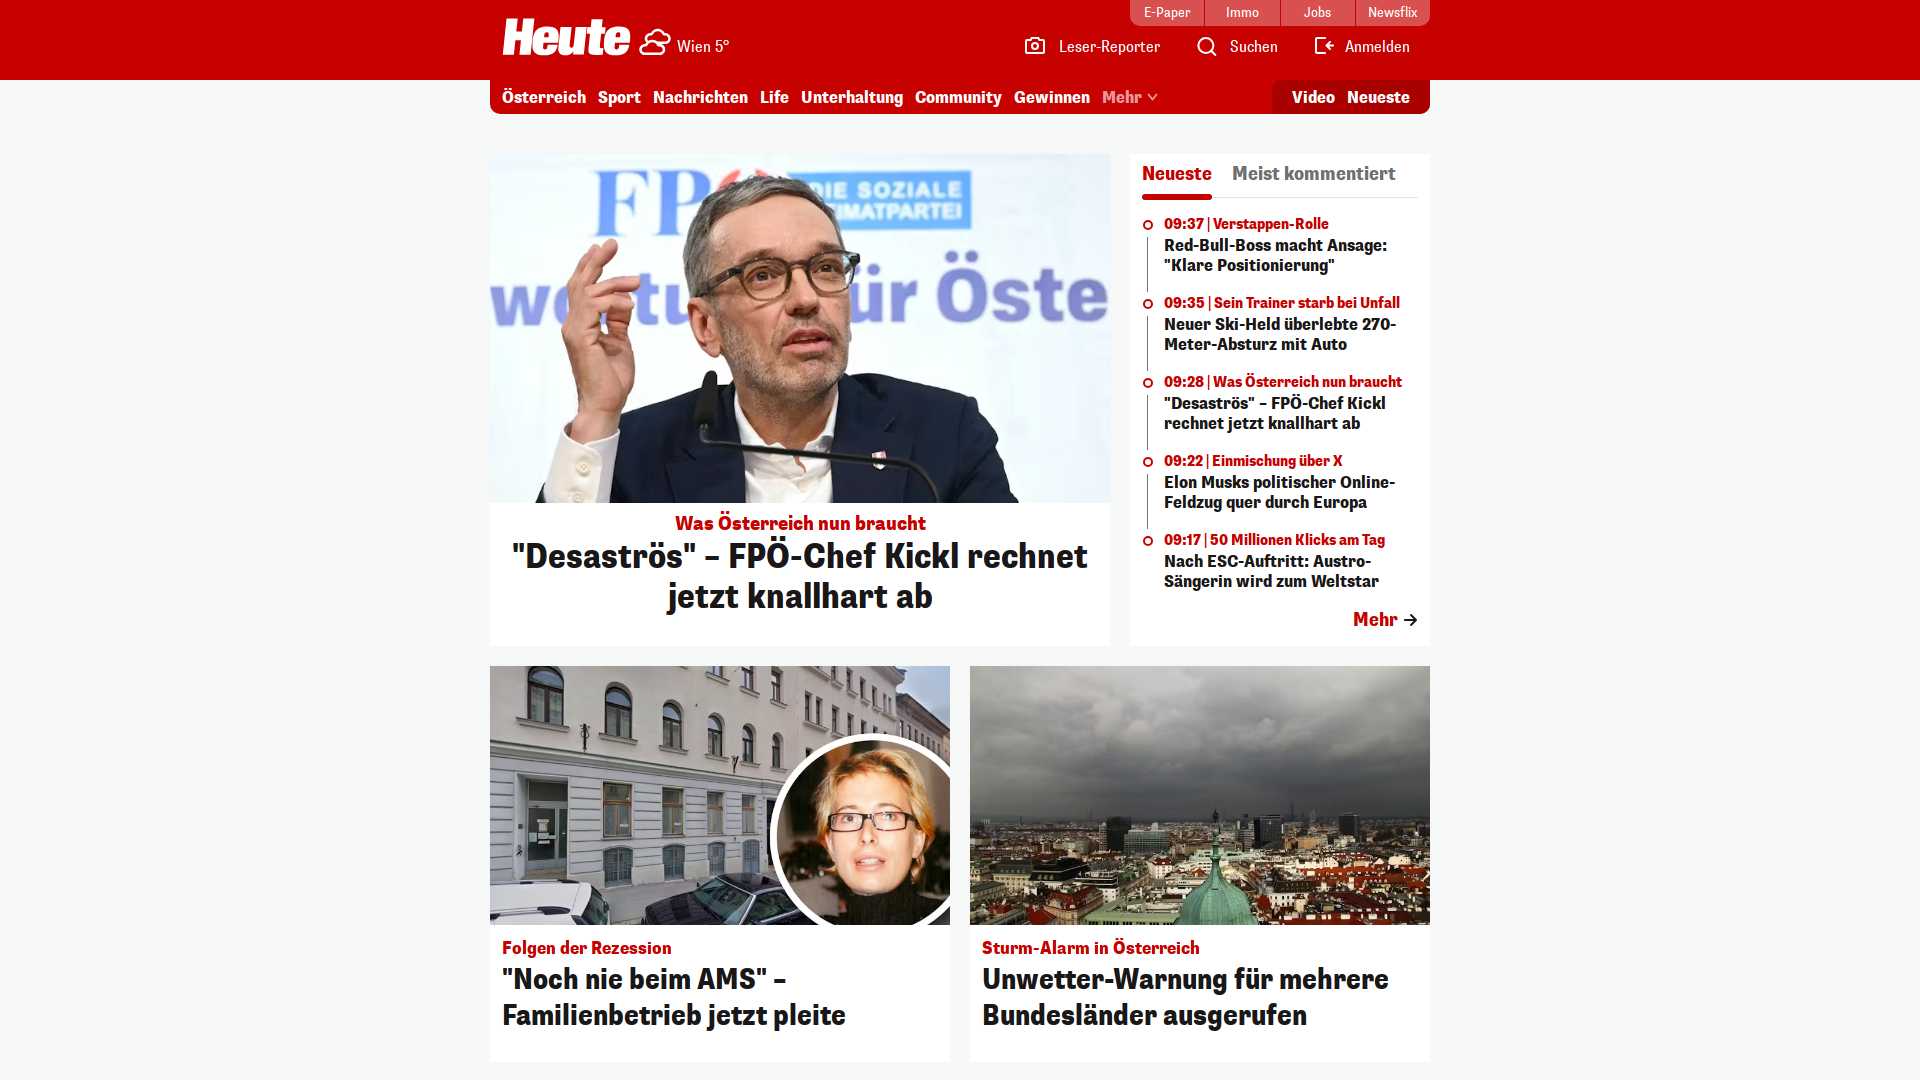 E-Paper
Immo
Jobs
Newsflix
Heute
Wien 5°
Leser-Reporter
Suchen
Anmelden
Österreich
Sport
Nachrichten
Life
Unterhaltung
Community
Gewinnen
Mehr
Video
Neueste
FPÖ
DIE SOZIALE
HEIMATPARTEI
für Öste
Was Österreich nun braucht
"Desaströs" – FPÖ-Chef Kickl rechnet
jetzt knallhart ab
Neueste
Meist kommentiert
09:37 | Verstappen-Rolle
Red-Bull-Boss macht Ansage:
"Klare Positionierung"
09:35 | Sein Trainer starb bei Unfall
Neuer Ski-Held überlebte 270-
Meter-Absturz mit Auto
09:28 | Was Österreich nun braucht
"Desaströs" – FPÖ-Chef Kickl
rechnet jetzt knallhart ab
09:22 | Einmischung über X
Elon Musks politischer Online-
Feldzug quer durch Europa
09:17 | 50 Millionen Klicks am Tag
Nach ESC-Auftritt: Austro-
Sängerin wird zum Weltstar
Mehr
Folgen der Rezession
"Noch nie beim AMS" –
Familienbetrieb jetzt pleite
Sturm-Alarm in Österreich
Unwetter-Warnung für mehrere
Bundesländer ausgerufen